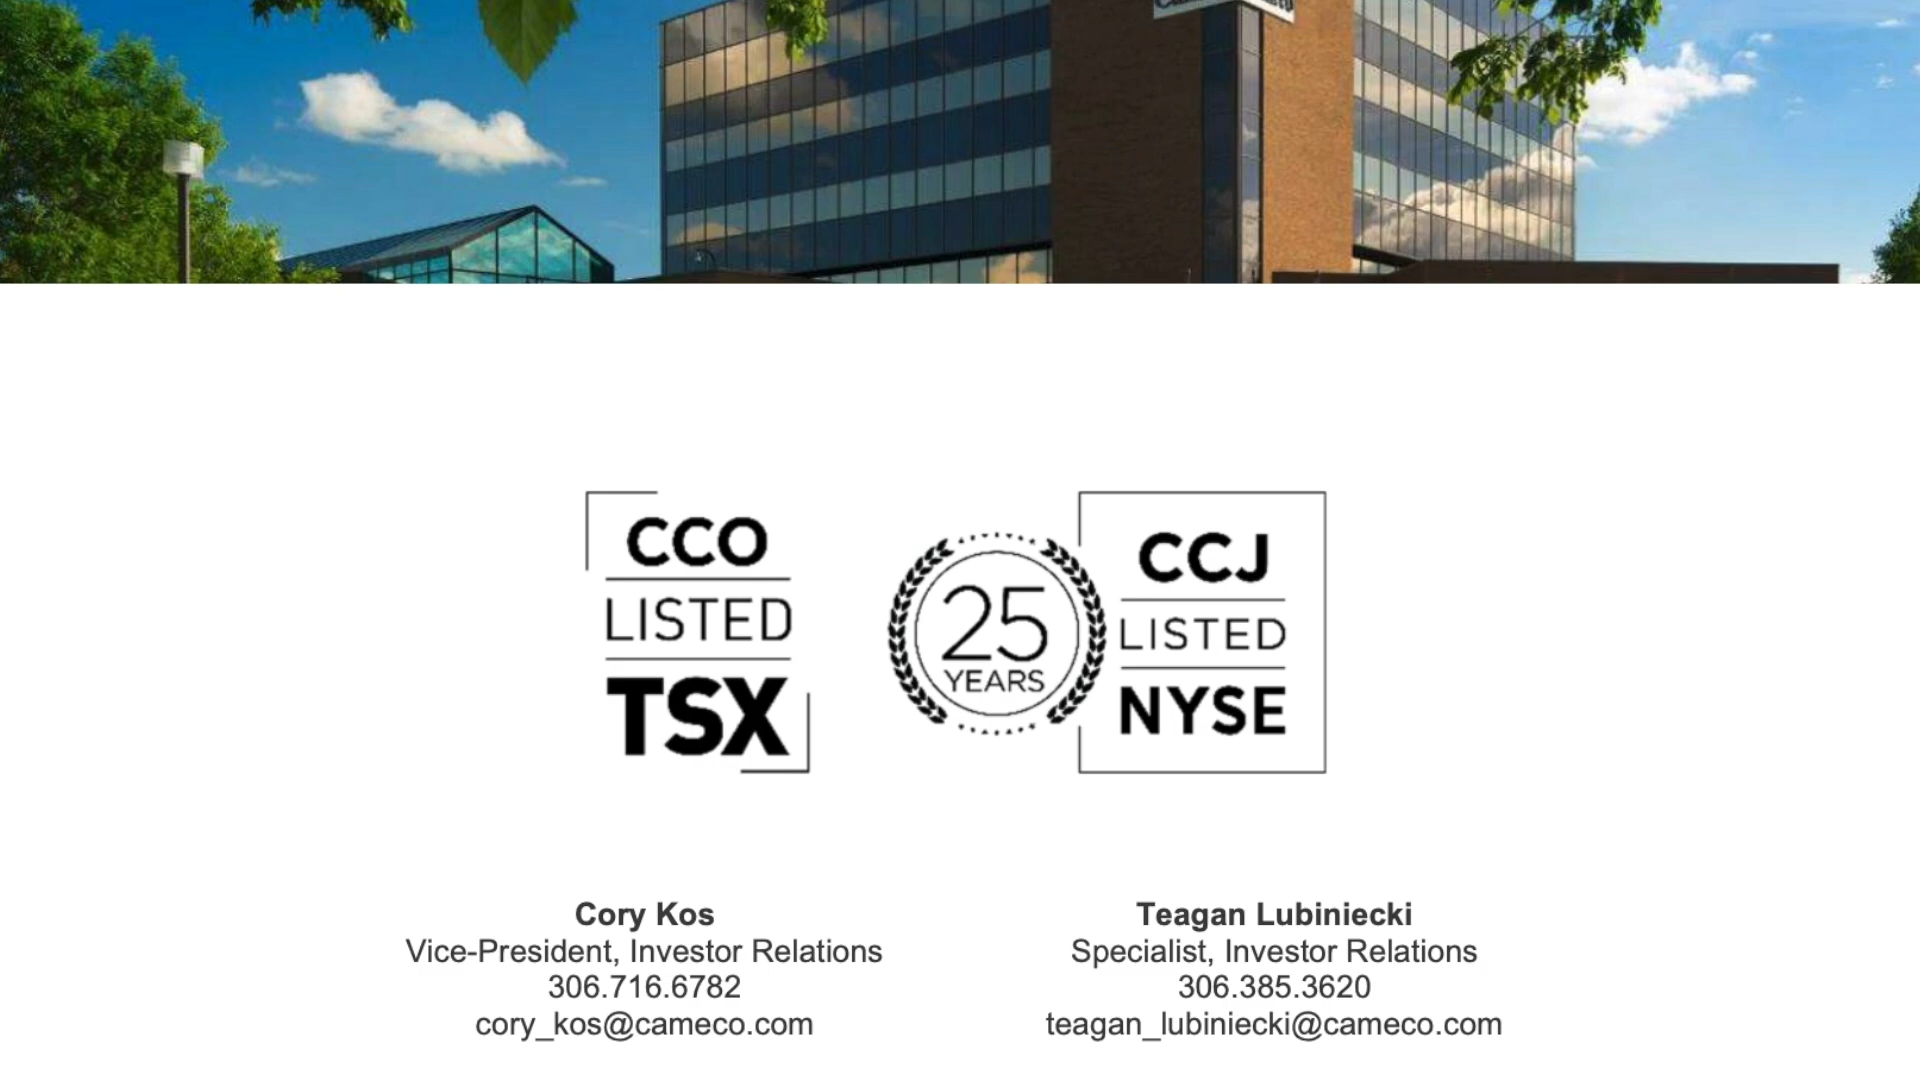 CCO
LISTED
TSX
25
YEARS
CCJ
LISTED
NYSE
Cory Kos
Vice-President, Investor Relations
306.716.6782
cory_kos@cameco.com
Teagan Lubiniecki
Specialist, Investor Relations
306.385.3620
teagan_lubiniecki@cameco.com